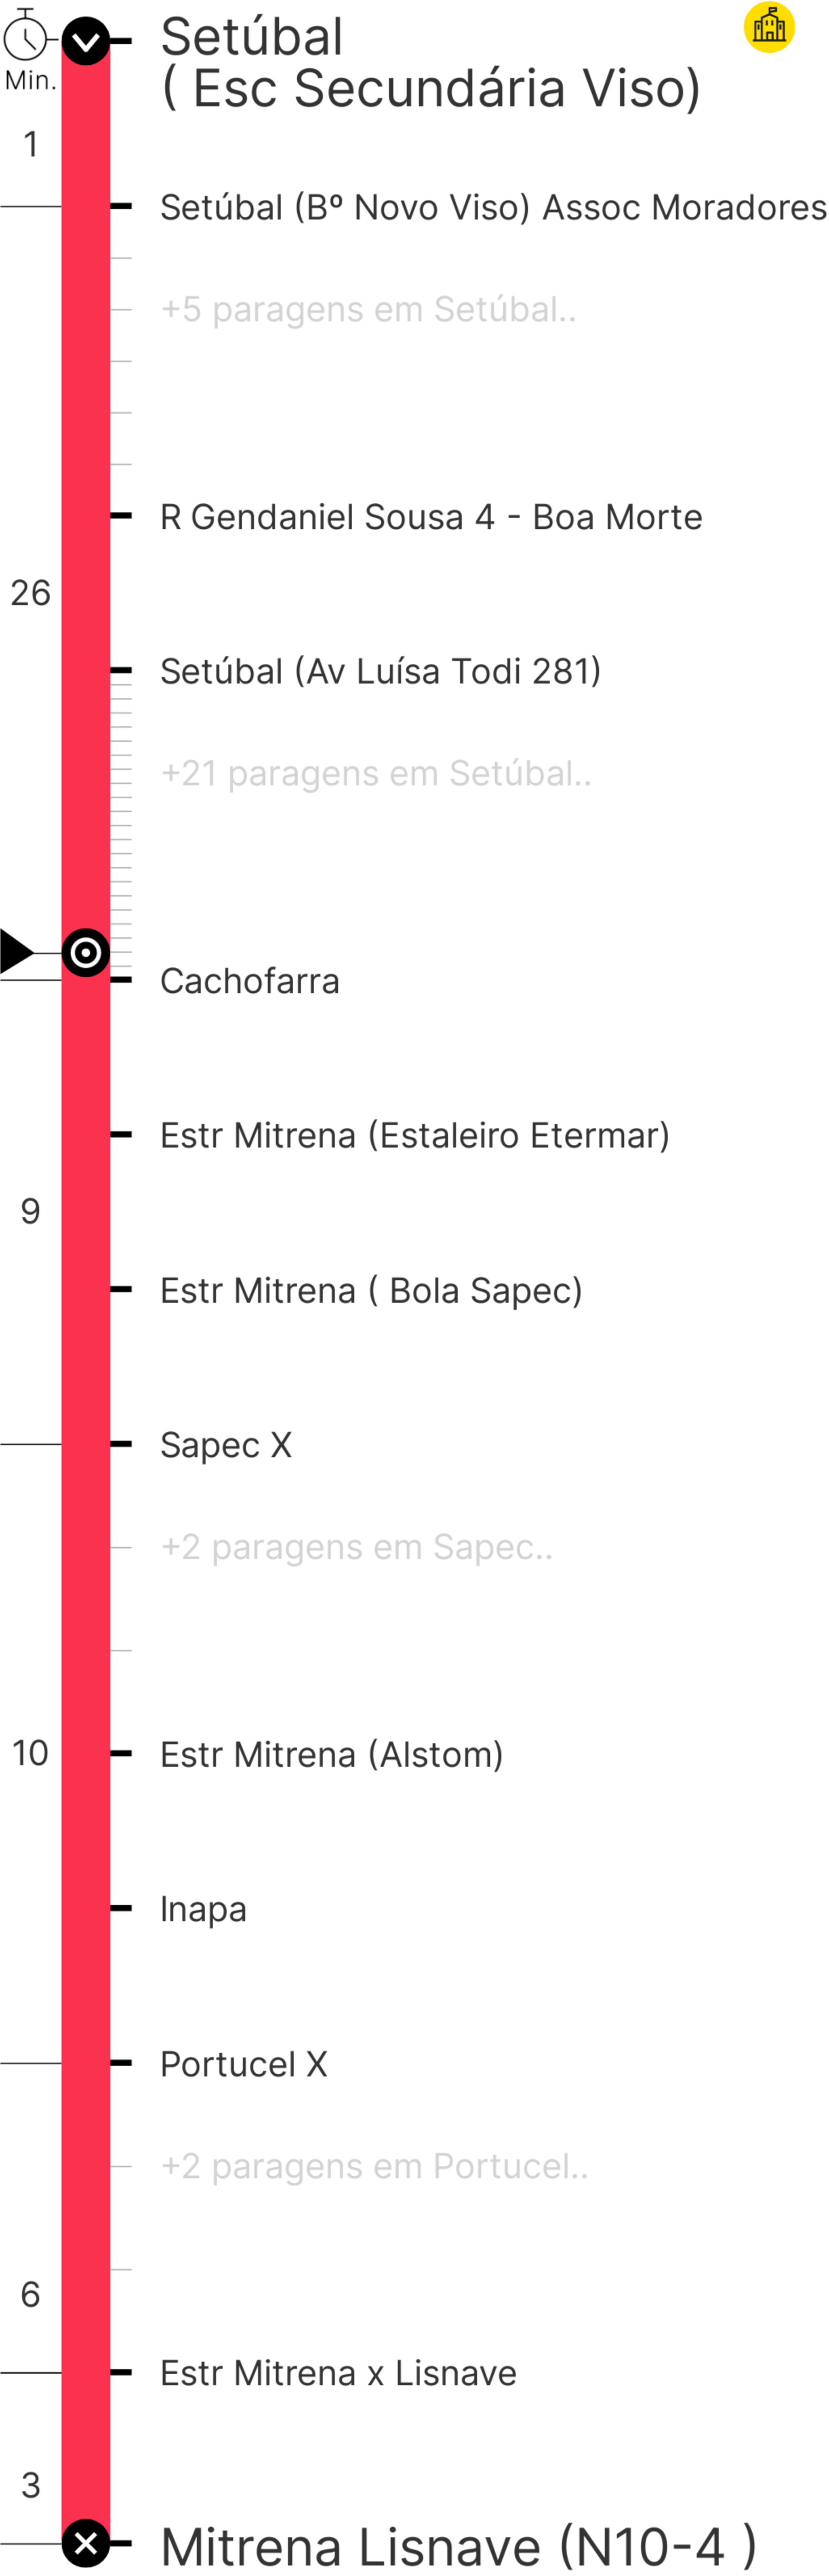 Setúbal
( Esc Secundária Viso)
Min.
1
Setúbal (Bº Novo Viso) Assoc Moradores
+5 paragens em Setúbal..
R Gendaniel Sousa 4 - Boa Morte
26
Setúbal (Av Luísa Todi 281)
+21 paragens em Setúbal..
Cachofarra
Estr Mitrena (Estaleiro Etermar)
9
Estr Mitrena ( Bola Sapec)
Sapec X
+2 paragens em Sapec..
10
Estr Mitrena (Alstom)
Inapa
Portucel X
+2 paragens em Portucel..
6
Estr Mitrena x Lisnave
3
Mitrena Lisnave (N10-4 )